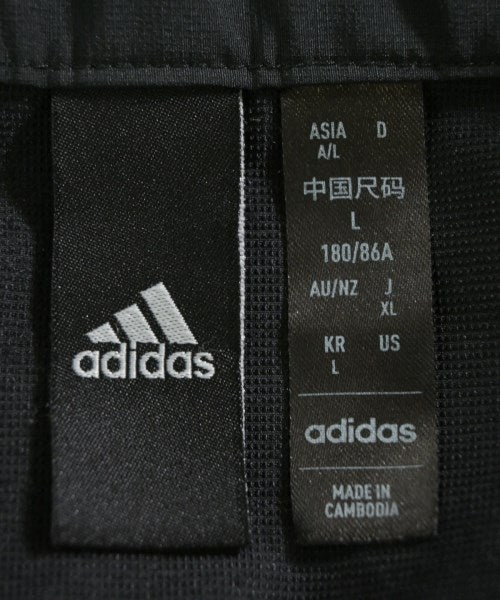 adidas
ASIA D
A/L
中国尺码
L
180/86A
AU/NZ J
XL
KR US
L
adidas
MADE IN
CAMBODIA